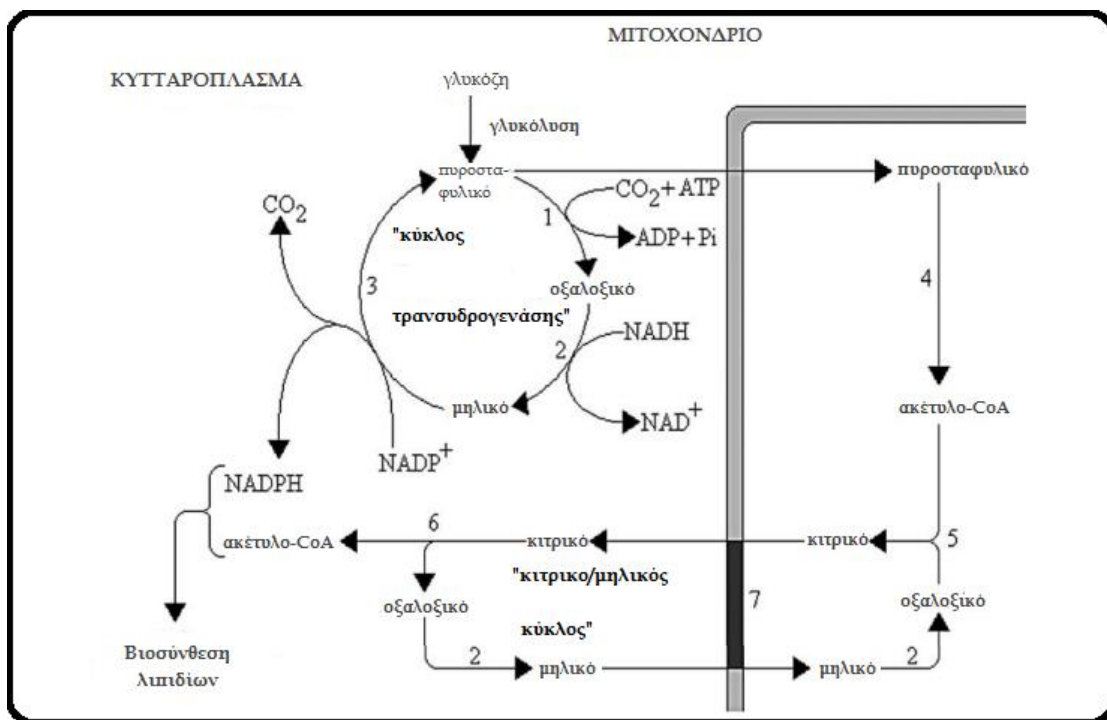 ΜΙΤΟΧΟΝΔΡΙΟ
ΚΥΤΤΑΡΟΠΛΑΣΜΑ
γλυκόζη
γλυκόλυση
πυροστα-
φυλικό
πυροσταφυλικό
CO2
CO2+ATP
1
"κύκλος
ADP+Pi
4
3
οξαλοξικό
τρανσυδρογενάσης"
NADH
2
μηλικό
ακέτυλο-CoA
NAD+
NADP+
NADPH
6
ακέτυλο-CoA
κιτρικό
κιτρικό
5
"κιτρικο/μηλικός
7
οξαλοξικό
οξαλοξικό
κύκλος"
Βιοσύνθεση
λιπιδίων
2
μηλικό
μηλικό
2